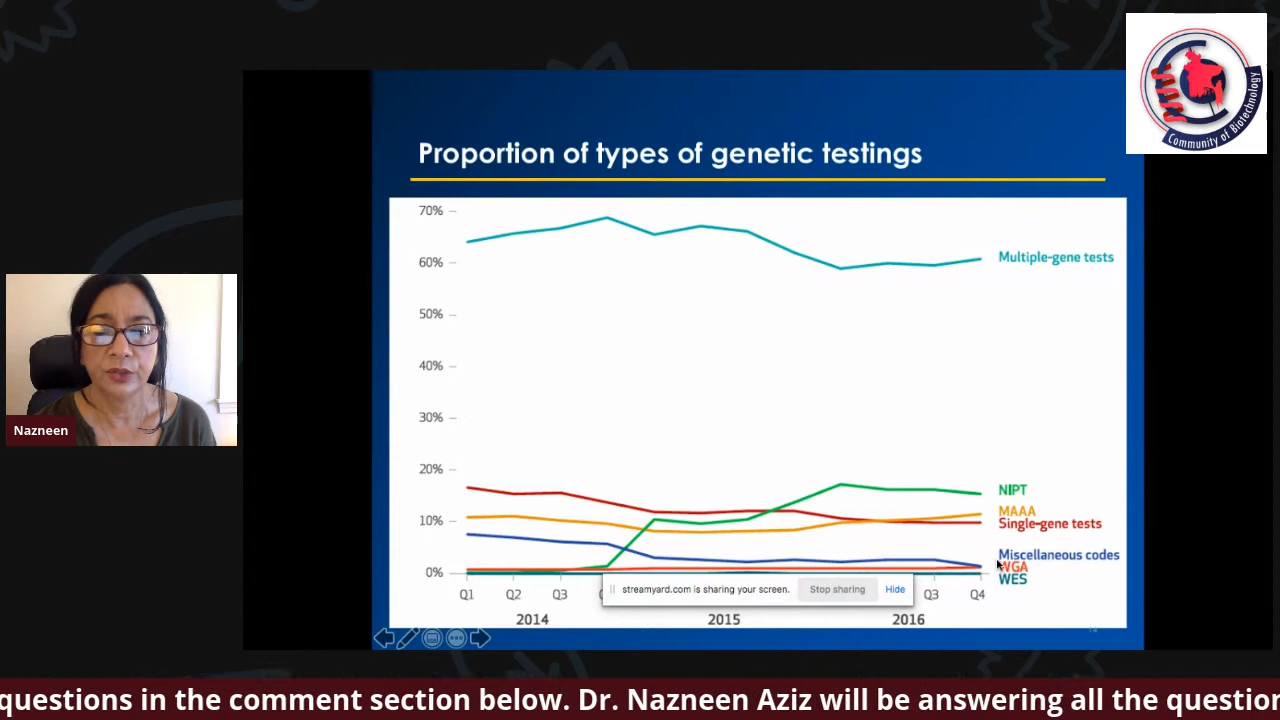 Community of Biotechnology
Proportion of types of genetic testings
70%
60%
50%
40%
30%
20%
10%
0%
Multiple-gene tests
NIPT
MAAA
Single-gene tests
Miscellaneous codes
WGA
WES
Q1 Q2 Q3 Q3 Q4
2014 2015 2016
streamyard.com is sharing your screen. Stop sharing Hide
Nazneen
questions in the comment section below. Dr. Nazneen Aziz will be answering all the question